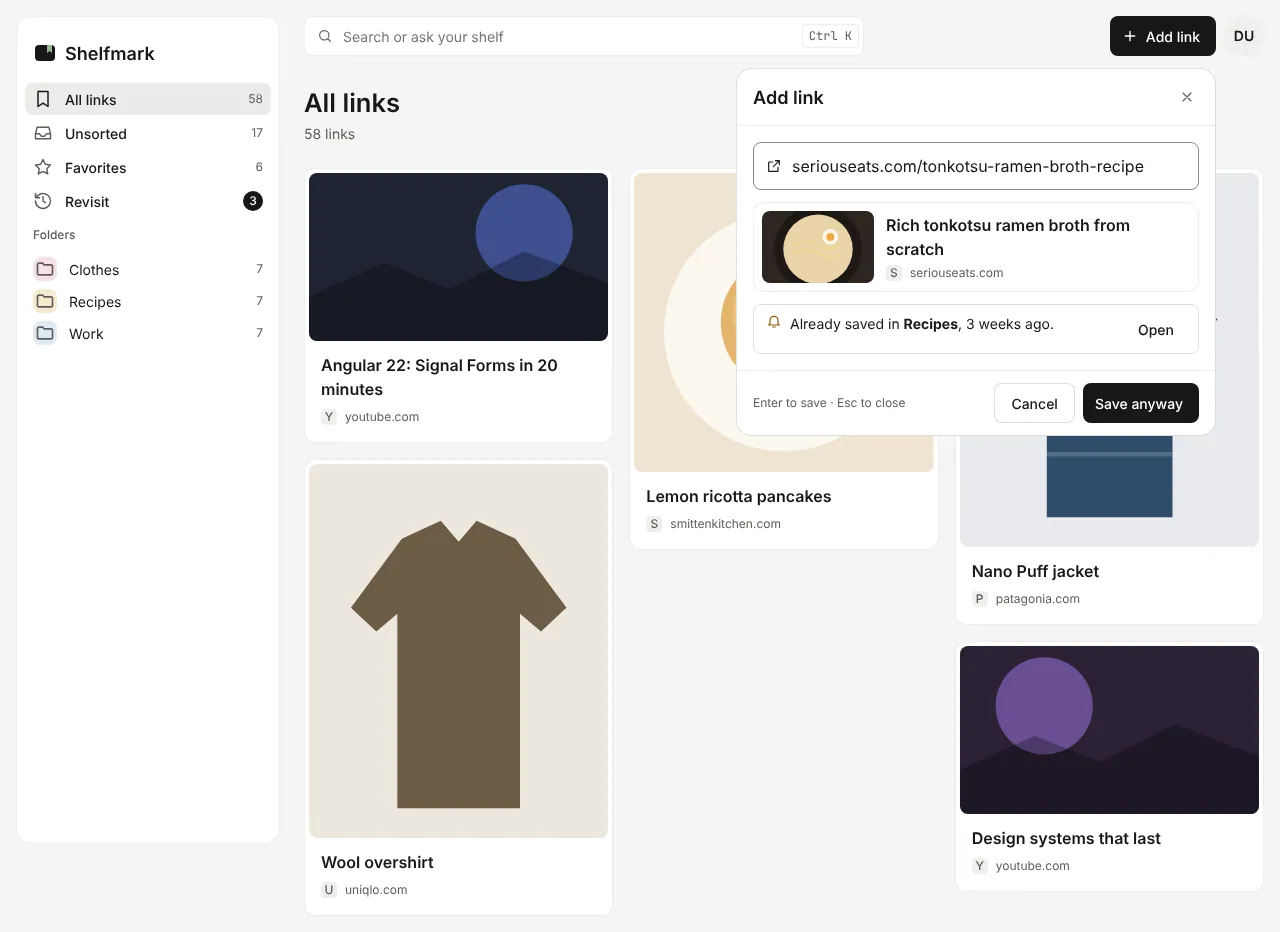 Shelfmark
All links 58
Unsorted 17
Favorites 6
Revisit 3
Folders
Clothes 7
Recipes 7
Work 7
Search or ask your shelf Ctrl K
Add link
DU
All links
58 links
Angular 22: Signal Forms in 20
minutes
Y youtube.com
Wool overshirt
U uniqlo.com
Lemon ricotta pancakes
S smittenkitchen.com
Add link
seriouseats.com/tonkotsu-ramen-broth-recipe
Rich tonkotsu ramen broth from
scratch
S seriouseats.com
Already saved in Recipes, 3 weeks ago.
Open
Enter to save · Esc to close
Cancel
Save anyway
Nano Puff jacket
P patagonia.com
Design systems that last
Y youtube.com